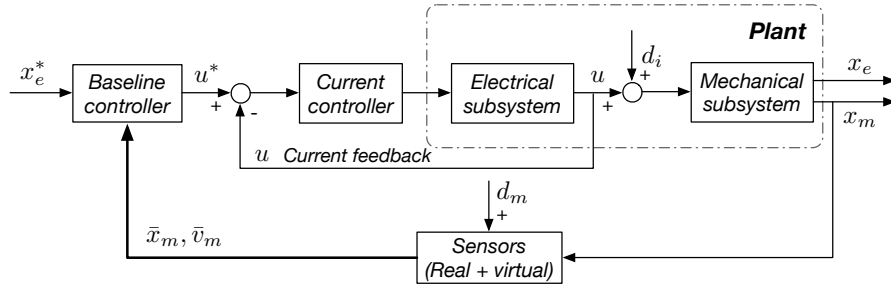 Plant
x_e^*
Baseline
controller
u^*
+
-
Current
controller
Electrical
subsystem
u
+
d_i
+
Mechanical
subsystem
x_e
x_m
u Current feedback
d_m
+
x̄_m, v̄_m
Sensors
(Real + virtual)